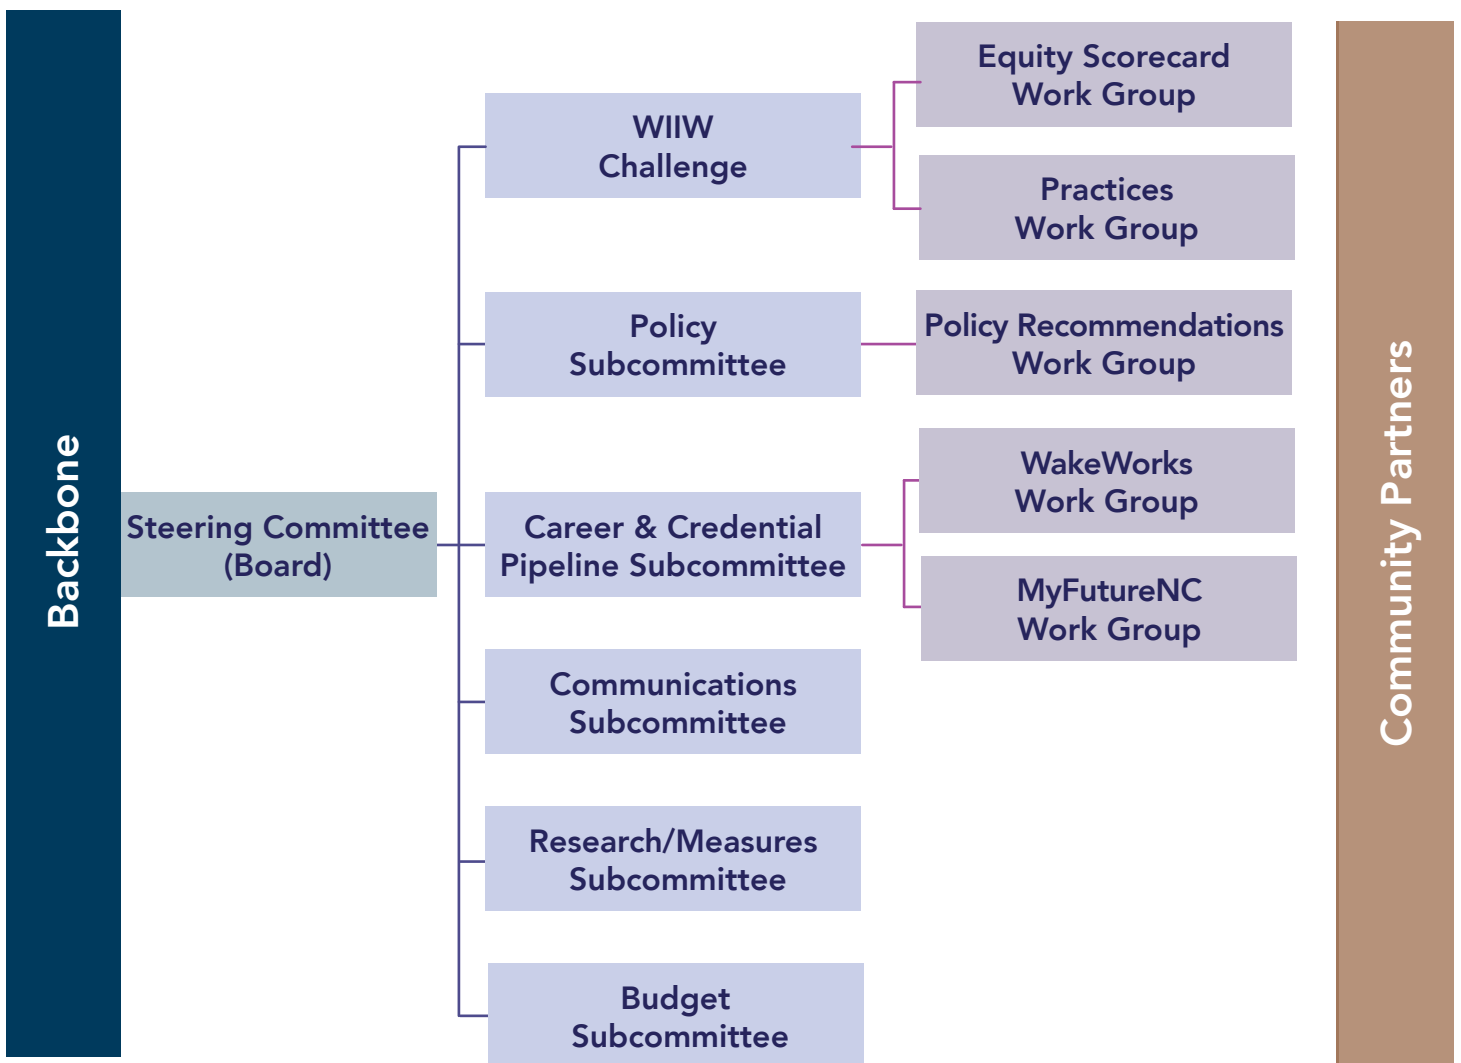 Backbone
Steering Committee
(Board)
WIIW
Challenge
Policy
Subcommittee
Career & Credential
Pipeline Subcommittee
Communications
Subcommittee
Research/Measures
Subcommittee
Budget
Subcommittee
Equity Scorecard
Work Group
Practices
Work Group
Policy Recommendations
Work Group
WakeWorks
Work Group
MyFutureNC
Work Group
Community Partners